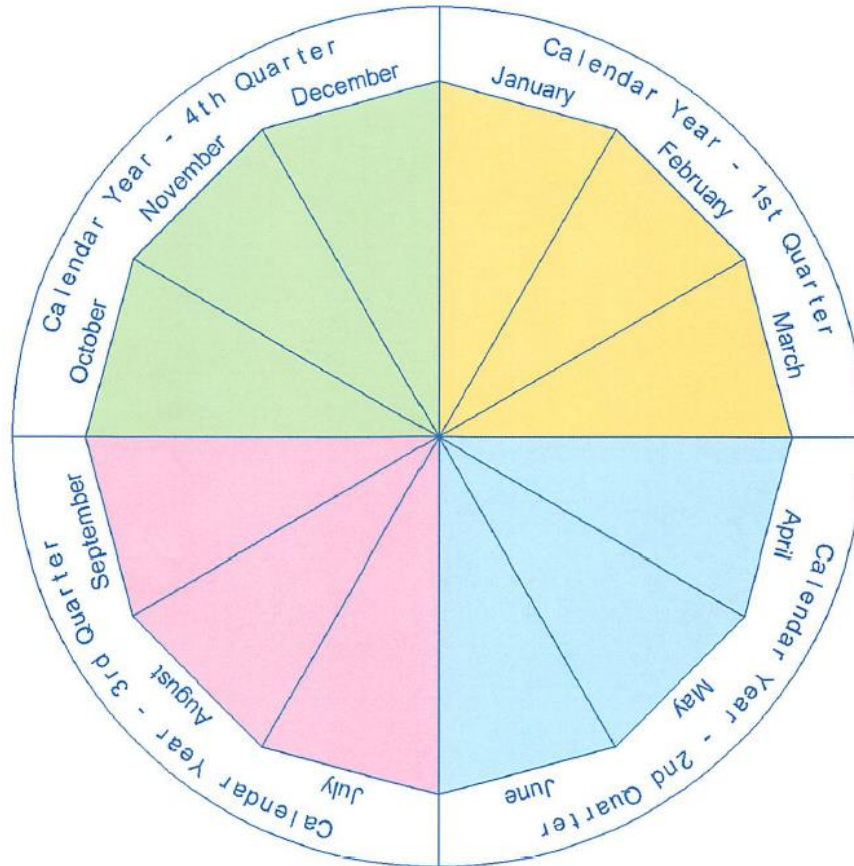 Calendar Year - 1st Quarter
January
February
March
Calendar Year - 2nd Quarter
April
May
June
Calendar Year - 3rd Quarter
July
August
September
Calendar Year - 4th Quarter
October
November
December